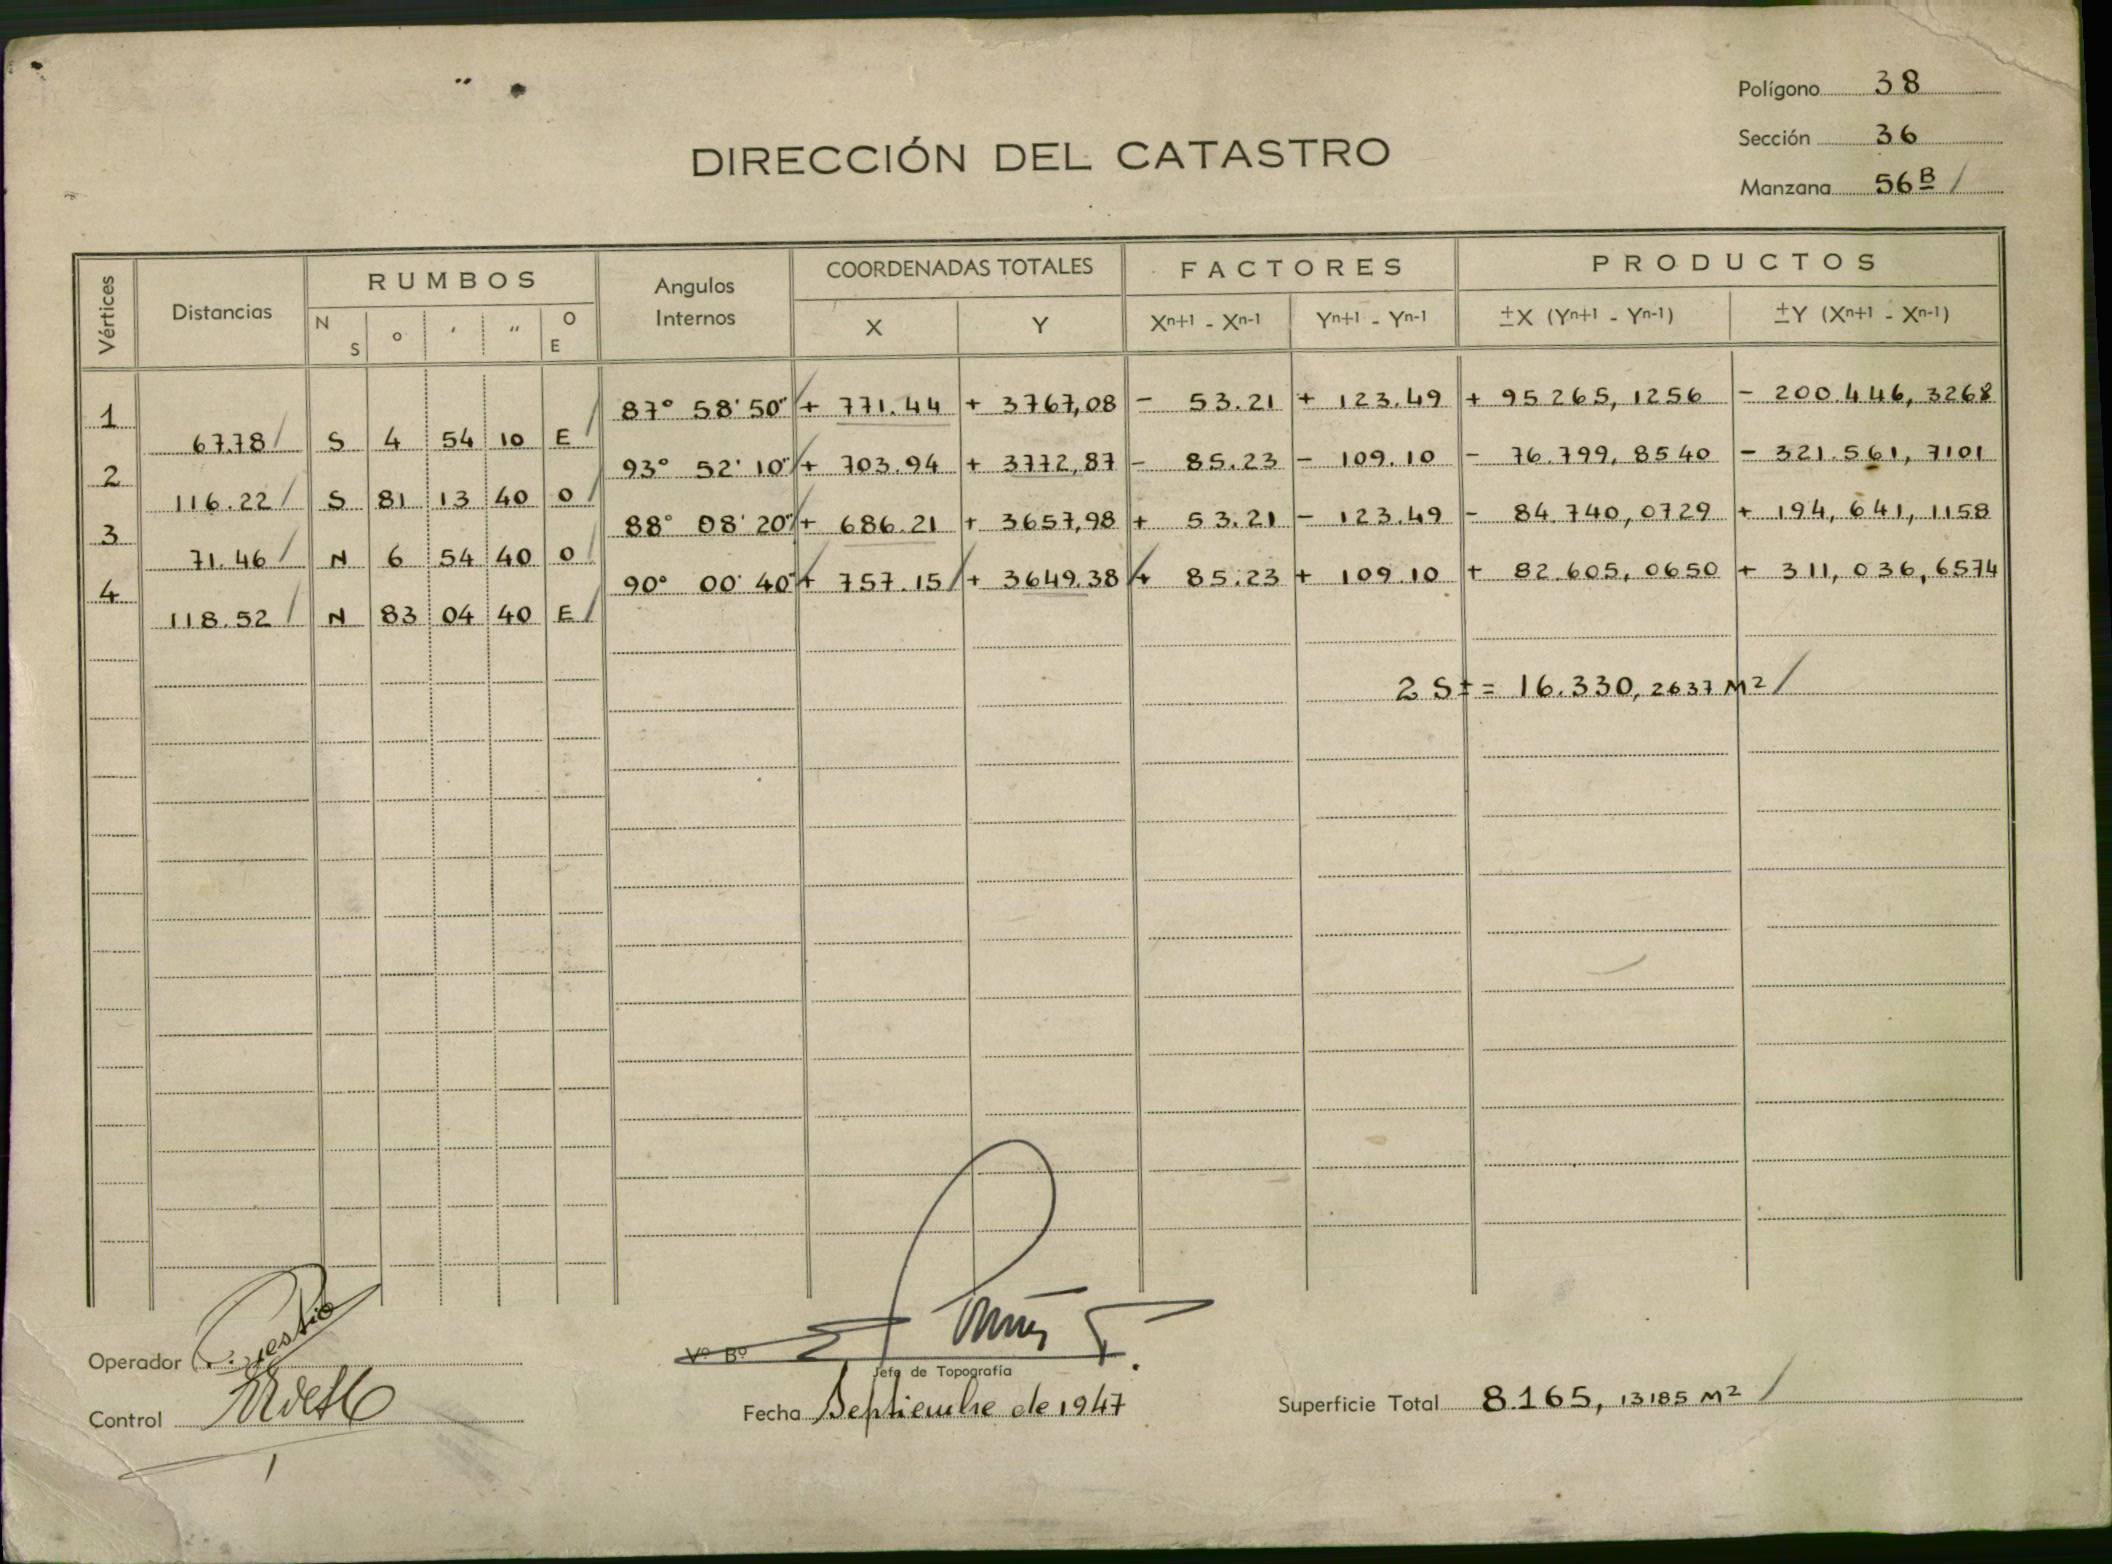 Polígono 38
Sección 36
Manzana 56 B /
DIRECCIÓN DEL CATASTRO
Vértices Distancias RUMBOS Angulos Internos COORDENADAS TOTALES FACTORES PRODUCTOS
N S ° ′ ″ O E X Y Xn+1 - Xn-1 Yn+1 - Yn-1 ±X (Yn+1 - Yn-1) ±Y (Xn+1 - Xn-1)
1 87° 58' 50" + 771.44 + 3767,08 - 53.21 + 123.49 + 95265,1256 - 200.446,3268
67.78 / S 4 54 10 E /
2 93° 52' 10" + 703.94 + 3772,87 - 85.23 - 109.10 - 76.799,8540 - 321.561,7101
116.22 / S 81 13 40 O /
3 88° 08' 20" + 686.21 + 3657,98 + 53.21 - 123.49 - 84.740,0729 + 194,641,1158
71.46 / N 6 54 40 O /
4 90° 00' 40" + 757.15 / + 3649.38 + 85.23 + 109.10 + 82.605,0650 + 311,036,6574
118.52 / N 83 04 40 E /
2 S± = 16.330,2637 M² /
Operador
Control
Vº Bº
Jefe de Topografía
Fecha Septiembre de 1947
Superficie Total 8.165,13185 M² /